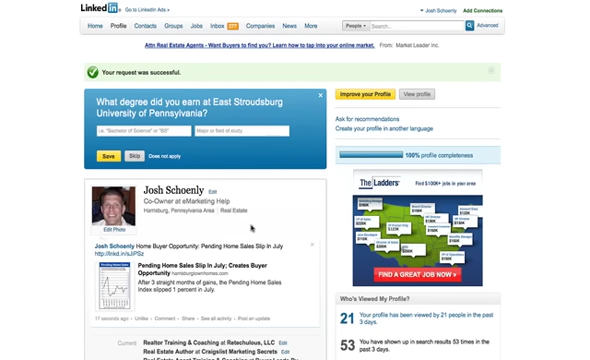 LinkedIn Go to LinkedIn Ads » Josh Schoenly Add Connections
Home Profile Contacts Groups Jobs Inbox Companies News More People Search Advanced
Attn Real Estate Agents - Want Buyers to find you? Learn how to tap into your online market. From: Market Leader Inc.
Your request was successful.
What degree did you earn at East Stroudsburg
University of Pennsylvania?
i.e. "Bachelor of Science" or "BS" Major or field of study.
Save Skip Does not apply
Improve your Profile View profile
Ask for recommendations
Create your profile in another language
100% profile completeness
Josh Schoenly Edit
Co-Owner at eMarketing Help
Harrisburg, Pennsylvania Area Real Estate
Edit Photo
Josh Schoenly Home Buyer Opportunity: Pending Home Sales Slip in July
Pending Home Sales Slip in July; Creates Buyer
Opportunity harrisburgtownhomes.com
After 3 straight months of gains, the Pending Home Sales
Index slipped 1 percent in July.
17 seconds ago · Unlike · Comment · Share · See all activity · Post an update
Current Realtor Training & Coaching at Retechulous, LLC Edit
Real Estate Author at Craigslist Marketing Secrets Edit
TheLadders Find $100K+ jobs in your area
FIND A GREAT JOB NOW
Who's Viewed My Profile?
21 Your profile has been viewed by 21 people in the past
3 days.
53 You have shown up in search results 53 times in the
past 3 days.